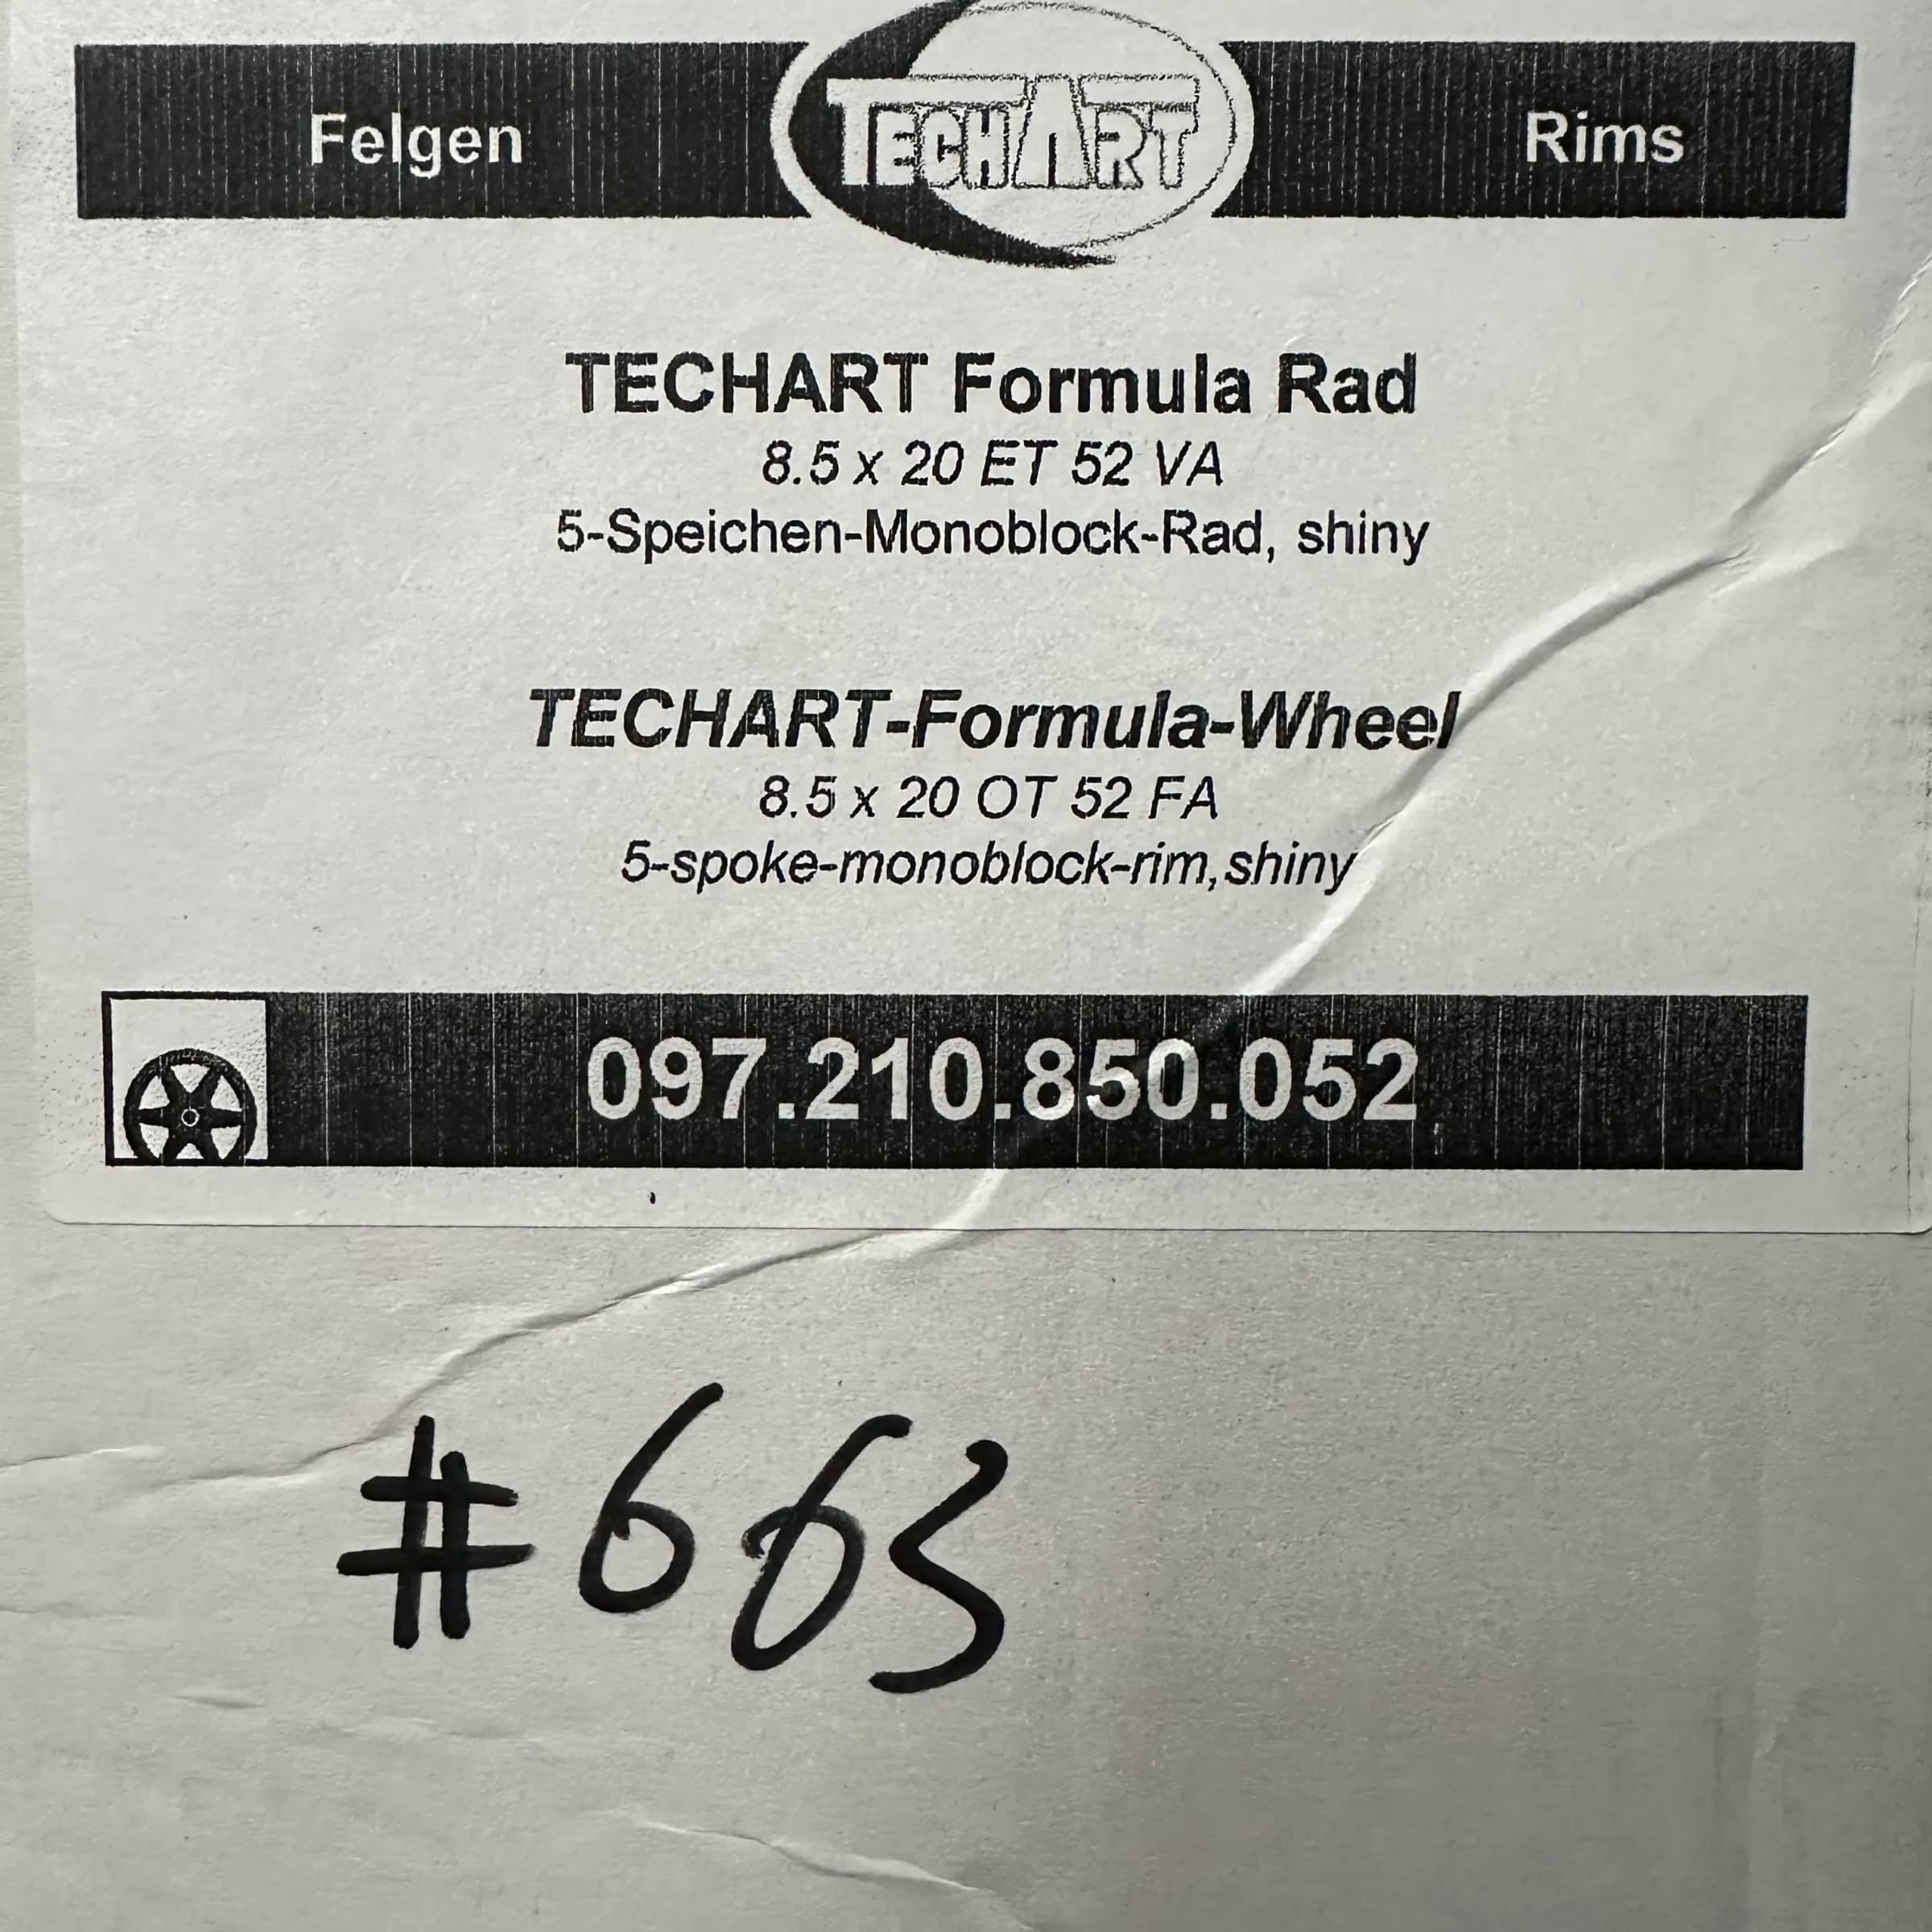 Felgen TECHART Rims
TECHART Formula Rad
8.5 x 20 ET 52 VA
5-Speichen-Monoblock-Rad, shiny
TECHART-Formula-Wheel
8.5 x 20 OT 52 FA
5-spoke-monoblock-rim,shiny
097.210.850.052
#663